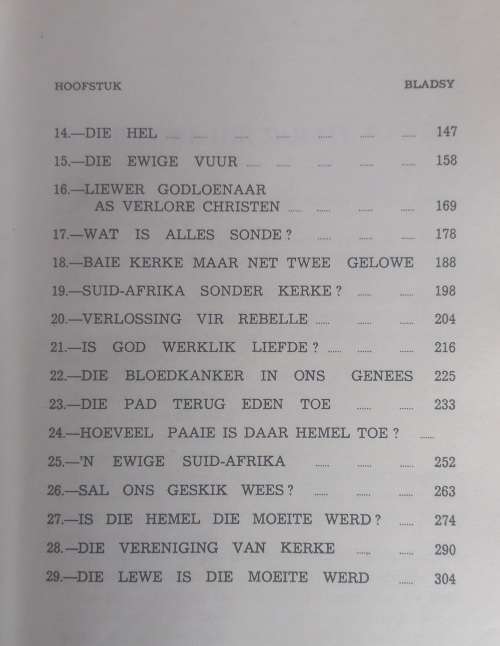 HOOFSTUK BLADSY
14.—DIE HEL ...... ...... ...... ...... ...... ...... 147
15.—DIE EWIGE VUUR ...... ...... ...... ...... 158
16.—LIEWER GODLOENAAR
AS VERLORE CHRISTEN ...... ...... ...... 169
17.—WAT IS ALLES SONDE? ...... ...... ...... 178
18.—BAIE KERKE MAAR NET TWEE GELOWE 188
19.—SUID-AFRIKA SONDER KERKE? ...... ...... 198
20.—VERLOSSING VIR REBELLE ...... ...... ...... 204
21.—IS GOD WERKLIK LIEFDE? ...... ...... ...... 216
22.—DIE BLOEDKANKER IN ONS GENEES 225
23.—DIE PAD TERUG EDEN TOE ...... ...... 233
24.—HOEVEEL PAAIE IS DAAR HEMEL TOE? ......
25.—'N EWIGE SUID-AFRIKA ...... ...... ...... 252
26.—SAL ONS GESKIK WEES? ...... ...... ...... 263
27.—IS DIE HEMEL DIE MOEITE WERD? ...... 274
28.—DIE VERENIGING VAN KERKE ...... ...... 290
29.—DIE LEWE IS DIE MOEITE WERD ...... 304